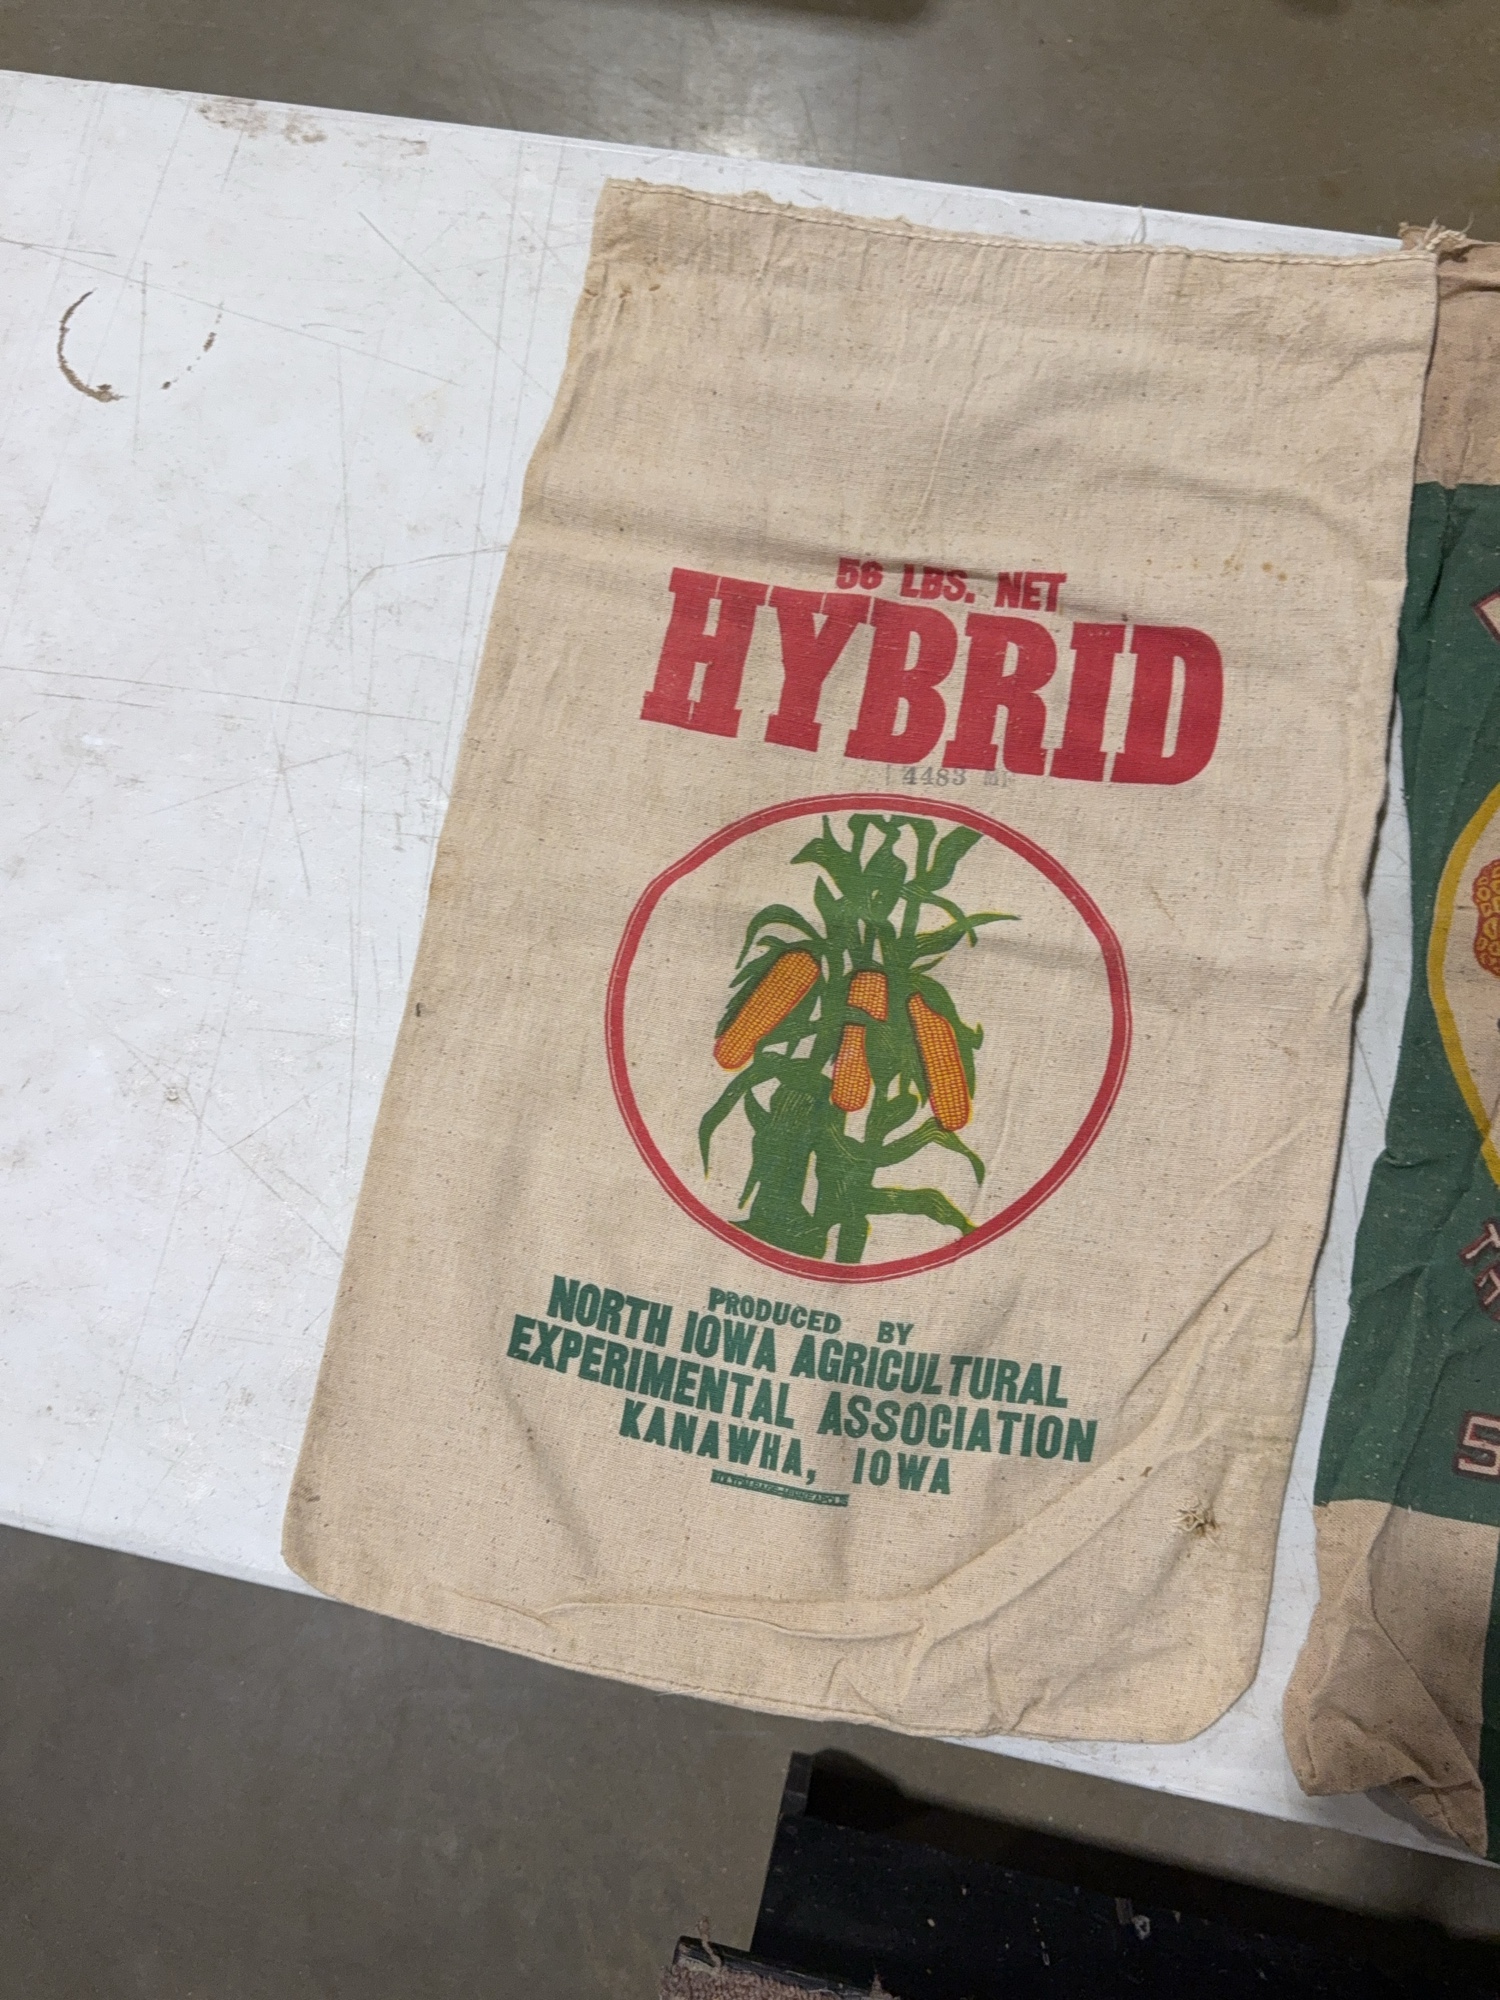 56 LBS. NET
HYBRID
4483
PRODUCED BY
NORTH IOWA AGRICULTURAL
EXPERIMENTAL ASSOCIATION
KANAWHA, IOWA